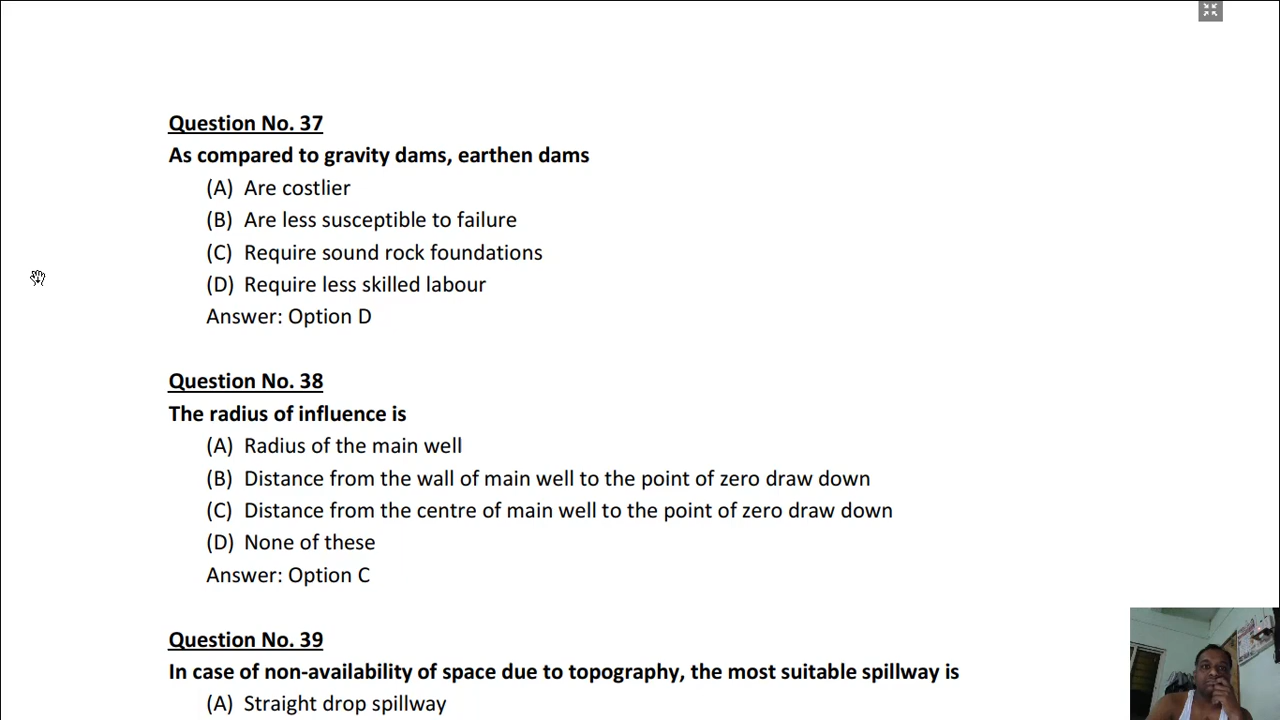 Question No. 37
As compared to gravity dams, earthen dams
(A) Are costlier
(B) Are less susceptible to failure
(C) Require sound rock foundations
(D) Require less skilled labour
Answer: Option D
Question No. 38
The radius of influence is
(A) Radius of the main well
(B) Distance from the wall of main well to the point of zero draw down
(C) Distance from the centre of main well to the point of zero draw down
(D) None of these
Answer: Option C
Question No. 39
In case of non-availability of space due to topography, the most suitable spillway is
(A) Straight drop spillway